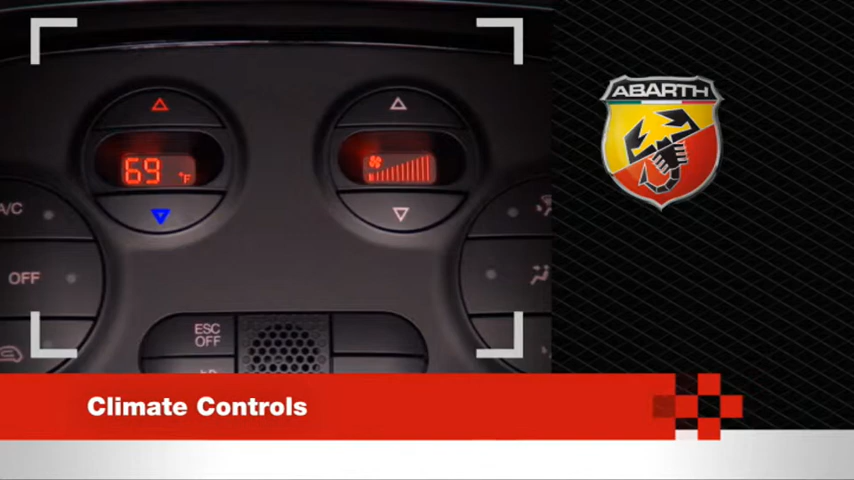 ABARTH
69 °F
A/C
OFF
ESC
OFF
Climate Controls